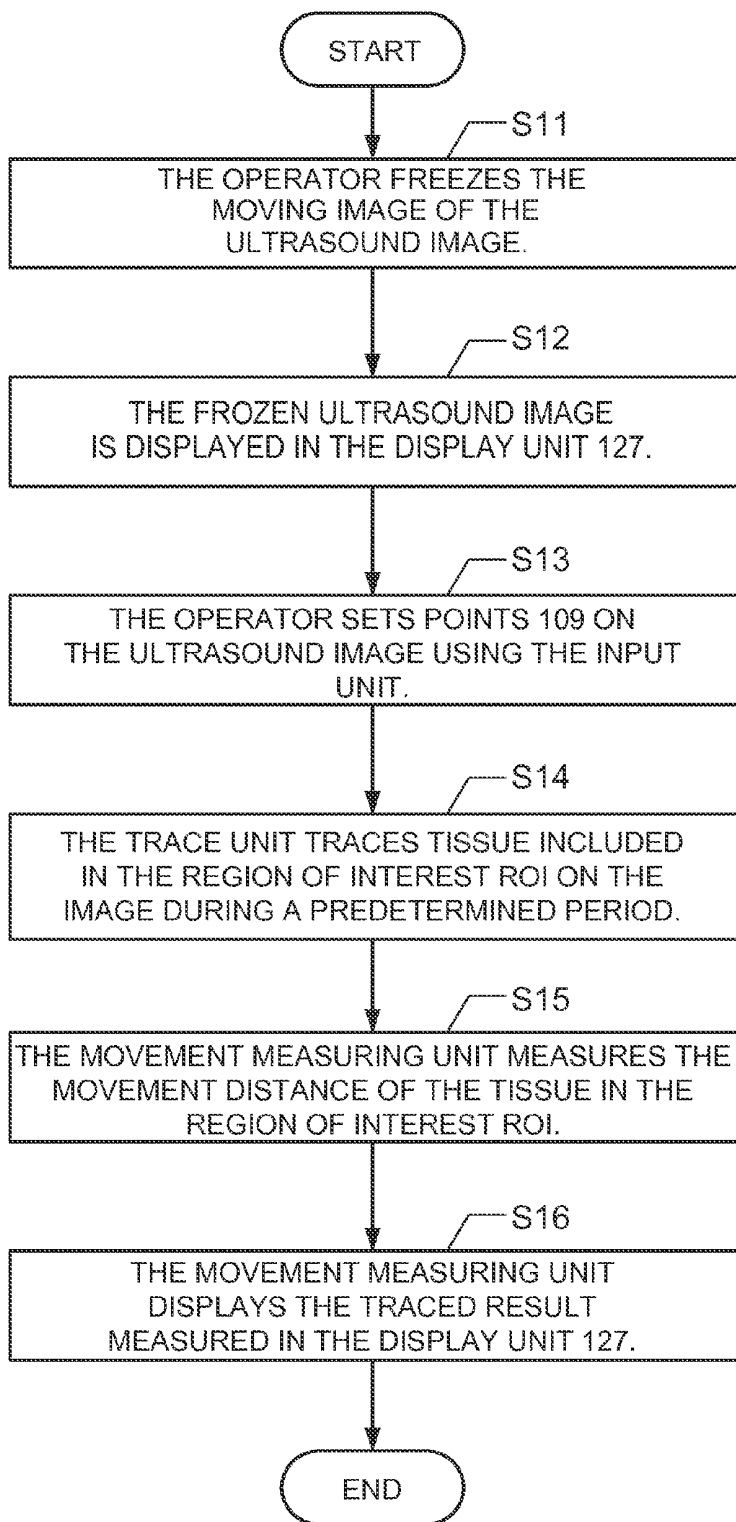 START
S11
THE OPERATOR FREEZES THE
MOVING IMAGE OF THE
ULTRASOUND IMAGE.
S12
THE FROZEN ULTRASOUND IMAGE
IS DISPLAYED IN THE DISPLAY UNIT 127.
S13
THE OPERATOR SETS POINTS 109 ON
THE ULTRASOUND IMAGE USING THE INPUT
UNIT.
S14
THE TRACE UNIT TRACES TISSUE INCLUDED
IN THE REGION OF INTEREST ROI ON THE
IMAGE DURING A PREDETERMINED PERIOD.
S15
THE MOVEMENT MEASURING UNIT MEASURES THE
MOVEMENT DISTANCE OF THE TISSUE IN THE
REGION OF INTEREST ROI.
S16
THE MOVEMENT MEASURING UNIT
DISPLAYS THE TRACED RESULT
MEASURED IN THE DISPLAY UNIT 127.
END